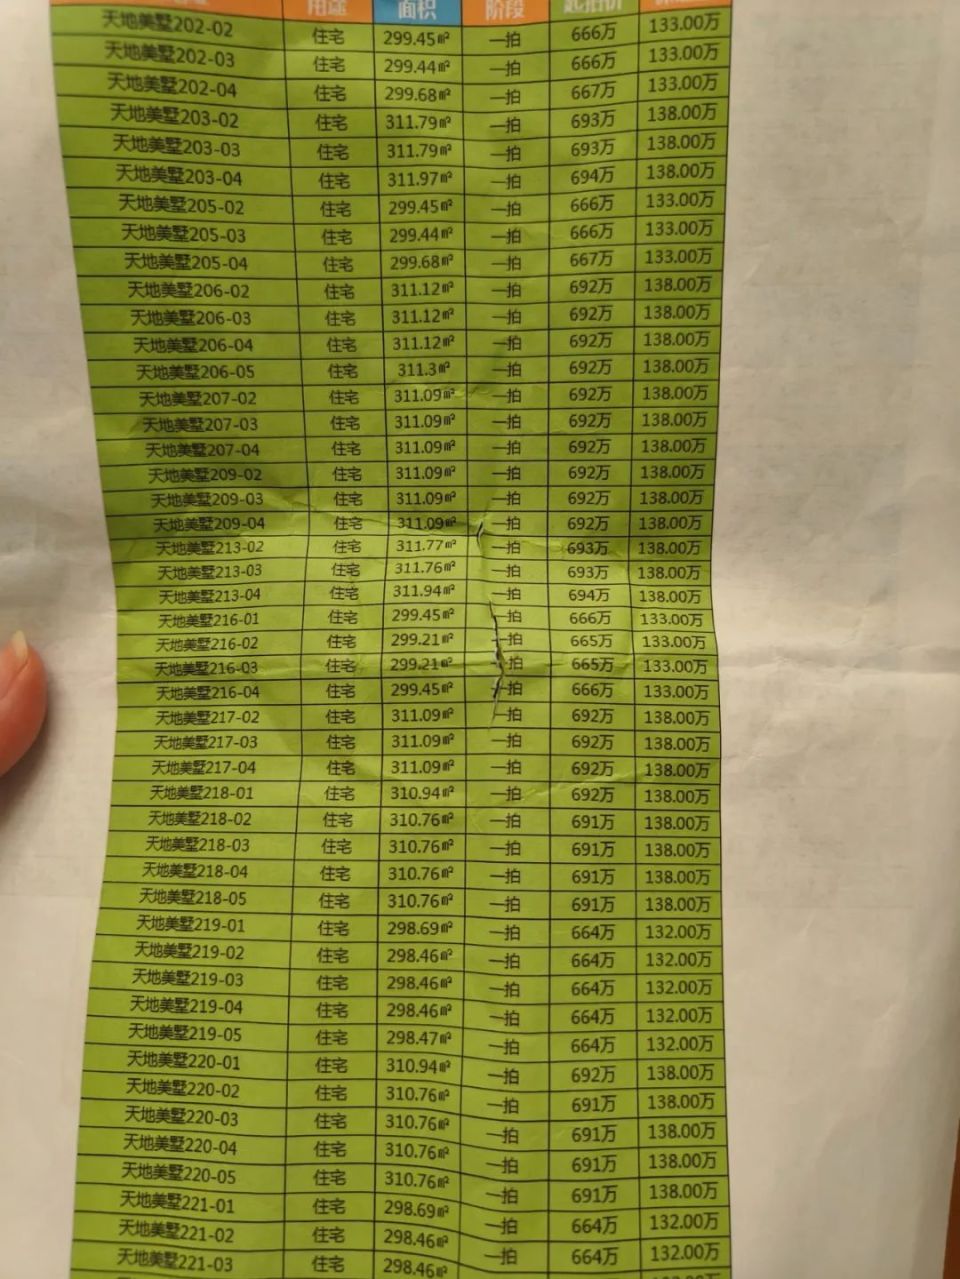 用途 面积 阶段
天地美墅202-02 住宅 299.45㎡ 一拍 666万 133.00万
天地美墅202-03 住宅 299.44㎡ 一拍 666万 133.00万
天地美墅202-04 住宅 299.68㎡ 一拍 667万 133.00万
天地美墅203-02 住宅 311.79㎡ 一拍 693万 138.00万
天地美墅203-03 住宅 311.79㎡ 一拍 693万 138.00万
天地美墅203-04 住宅 311.97㎡ 一拍 694万 138.00万
天地美墅205-02 住宅 299.45㎡ 一拍 666万 133.00万
天地美墅205-03 住宅 299.44㎡ 一拍 666万 133.00万
天地美墅205-04 住宅 299.68㎡ 一拍 667万 133.00万
天地美墅206-02 住宅 311.12㎡ 一拍 692万 138.00万
天地美墅206-03 住宅 311.12㎡ 一拍 692万 138.00万
天地美墅206-04 住宅 311.12㎡ 一拍 692万 138.00万
天地美墅206-05 住宅 311.3㎡ 一拍 692万 138.00万
天地美墅207-02 住宅 311.09㎡ 一拍 692万 138.00万
天地美墅207-03 住宅 311.09㎡ 一拍 692万 138.00万
天地美墅207-04 住宅 311.09㎡ 一拍 692万 138.00万
天地美墅209-02 住宅 311.09㎡ 一拍 692万 138.00万
天地美墅209-03 住宅 311.09㎡ 一拍 692万 138.00万
天地美墅209-04 住宅 311.09㎡ 一拍 692万 138.00万
天地美墅213-02 住宅 311.77㎡ 一拍 693万 138.00万
天地美墅213-03 住宅 311.76㎡ 一拍 693万 138.00万
天地美墅213-04 住宅 311.94㎡ 一拍 694万 138.00万
天地美墅216-01 住宅 299.45㎡ 一拍 666万 133.00万
天地美墅216-02 住宅 299.21㎡ 一拍 665万 133.00万
天地美墅216-03 住宅 299.21㎡ 一拍 665万 133.00万
天地美墅216-04 住宅 299.45㎡ 一拍 666万 133.00万
天地美墅217-02 住宅 311.09㎡ 一拍 692万 138.00万
天地美墅217-03 住宅 311.09㎡ 一拍 692万 138.00万
天地美墅217-04 住宅 311.09㎡ 一拍 692万 138.00万
天地美墅218-01 住宅 310.94㎡ 一拍 692万 138.00万
天地美墅218-02 住宅 310.76㎡ 一拍 691万 138.00万
天地美墅218-03 住宅 310.76㎡ 一拍 691万 138.00万
天地美墅218-04 住宅 310.76㎡ 一拍 691万 138.00万
天地美墅218-05 住宅 310.76㎡ 一拍 691万 138.00万
天地美墅219-01 住宅 298.69㎡ 一拍 664万 132.00万
天地美墅219-02 住宅 298.46㎡ 一拍 664万 132.00万
天地美墅219-03 住宅 298.46㎡ 一拍 664万 132.00万
天地美墅219-04 住宅 298.46㎡ 一拍 664万 132.00万
天地美墅219-05 住宅 298.47㎡ 一拍 664万 132.00万
天地美墅220-01 住宅 310.94㎡ 一拍 692万 138.00万
天地美墅220-02 住宅 310.76㎡ 一拍 691万 138.00万
天地美墅220-03 住宅 310.76㎡ 一拍 691万 138.00万
天地美墅220-04 住宅 310.76㎡ 一拍 691万 138.00万
天地美墅220-05 住宅 310.76㎡ 一拍 691万 138.00万
天地美墅221-01 住宅 298.69㎡ 一拍 664万 132.00万
天地美墅221-02 住宅 298.46㎡ 一拍 664万 132.00万
天地美墅221-03 住宅 298.46㎡